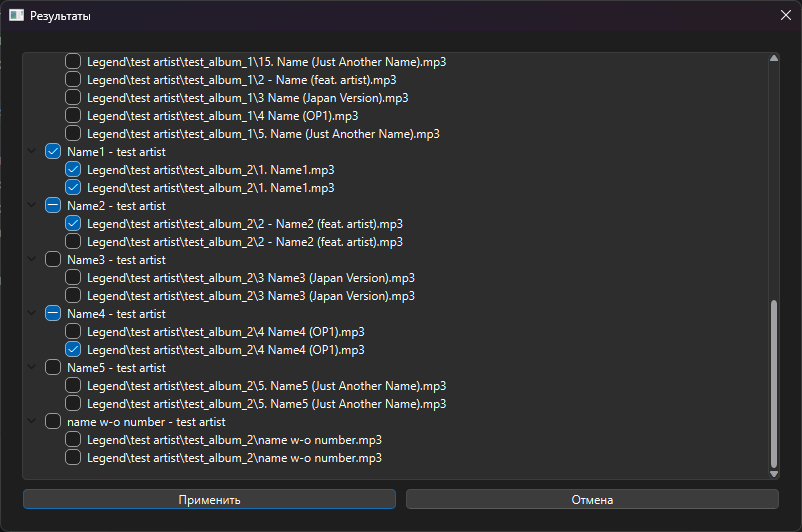 Результаты
Legend\test artist\test_album_1\15. Name (Just Another Name).mp3
Legend\test artist\test_album_1\2 - Name (feat. artist).mp3
Legend\test artist\test_album_1\3 Name (Japan Version).mp3
Legend\test artist\test_album_1\4 Name (OP1).mp3
Legend\test artist\test_album_1\5. Name (Just Another Name).mp3
Name1 - test artist
Legend\test artist\test_album_2\1. Name1.mp3
Legend\test artist\test_album_2\1. Name1.mp3
Name2 - test artist
Legend\test artist\test_album_2\2 - Name2 (feat. artist).mp3
Legend\test artist\test_album_2\2 - Name2 (feat. artist).mp3
Name3 - test artist
Legend\test artist\test_album_2\3 Name3 (Japan Version).mp3
Legend\test artist\test_album_2\3 Name3 (Japan Version).mp3
Name4 - test artist
Legend\test artist\test_album_2\4 Name4 (OP1).mp3
Legend\test artist\test_album_2\4 Name4 (OP1).mp3
Name5 - test artist
Legend\test artist\test_album_2\5. Name5 (Just Another Name).mp3
Legend\test artist\test_album_2\5. Name5 (Just Another Name).mp3
name w-o number - test artist
Legend\test artist\test_album_2\name w-o number.mp3
Legend\test artist\test_album_2\name w-o number.mp3
Применить
Отмена